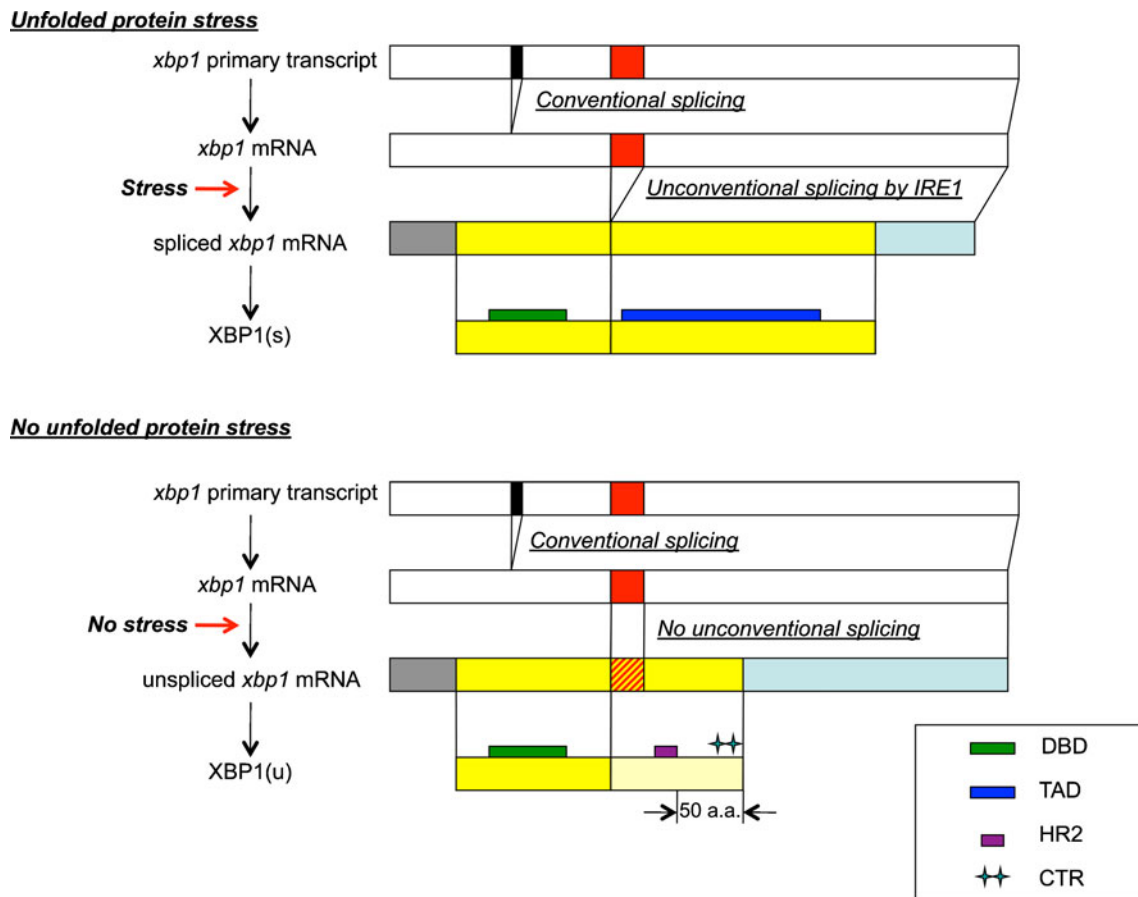 Unfolded protein stress
xbp1 primary transcript
Conventional splicing
xbp1 mRNA
Stress
Unconventional splicing by IRE1
spliced xbp1 mRNA
XBP1(s)
No unfolded protein stress
xbp1 primary transcript
Conventional splicing
xbp1 mRNA
No stress
No unconventional splicing
unspliced xbp1 mRNA
XBP1(u)
50 a.a.
DBD
TAD
HR2
CTR